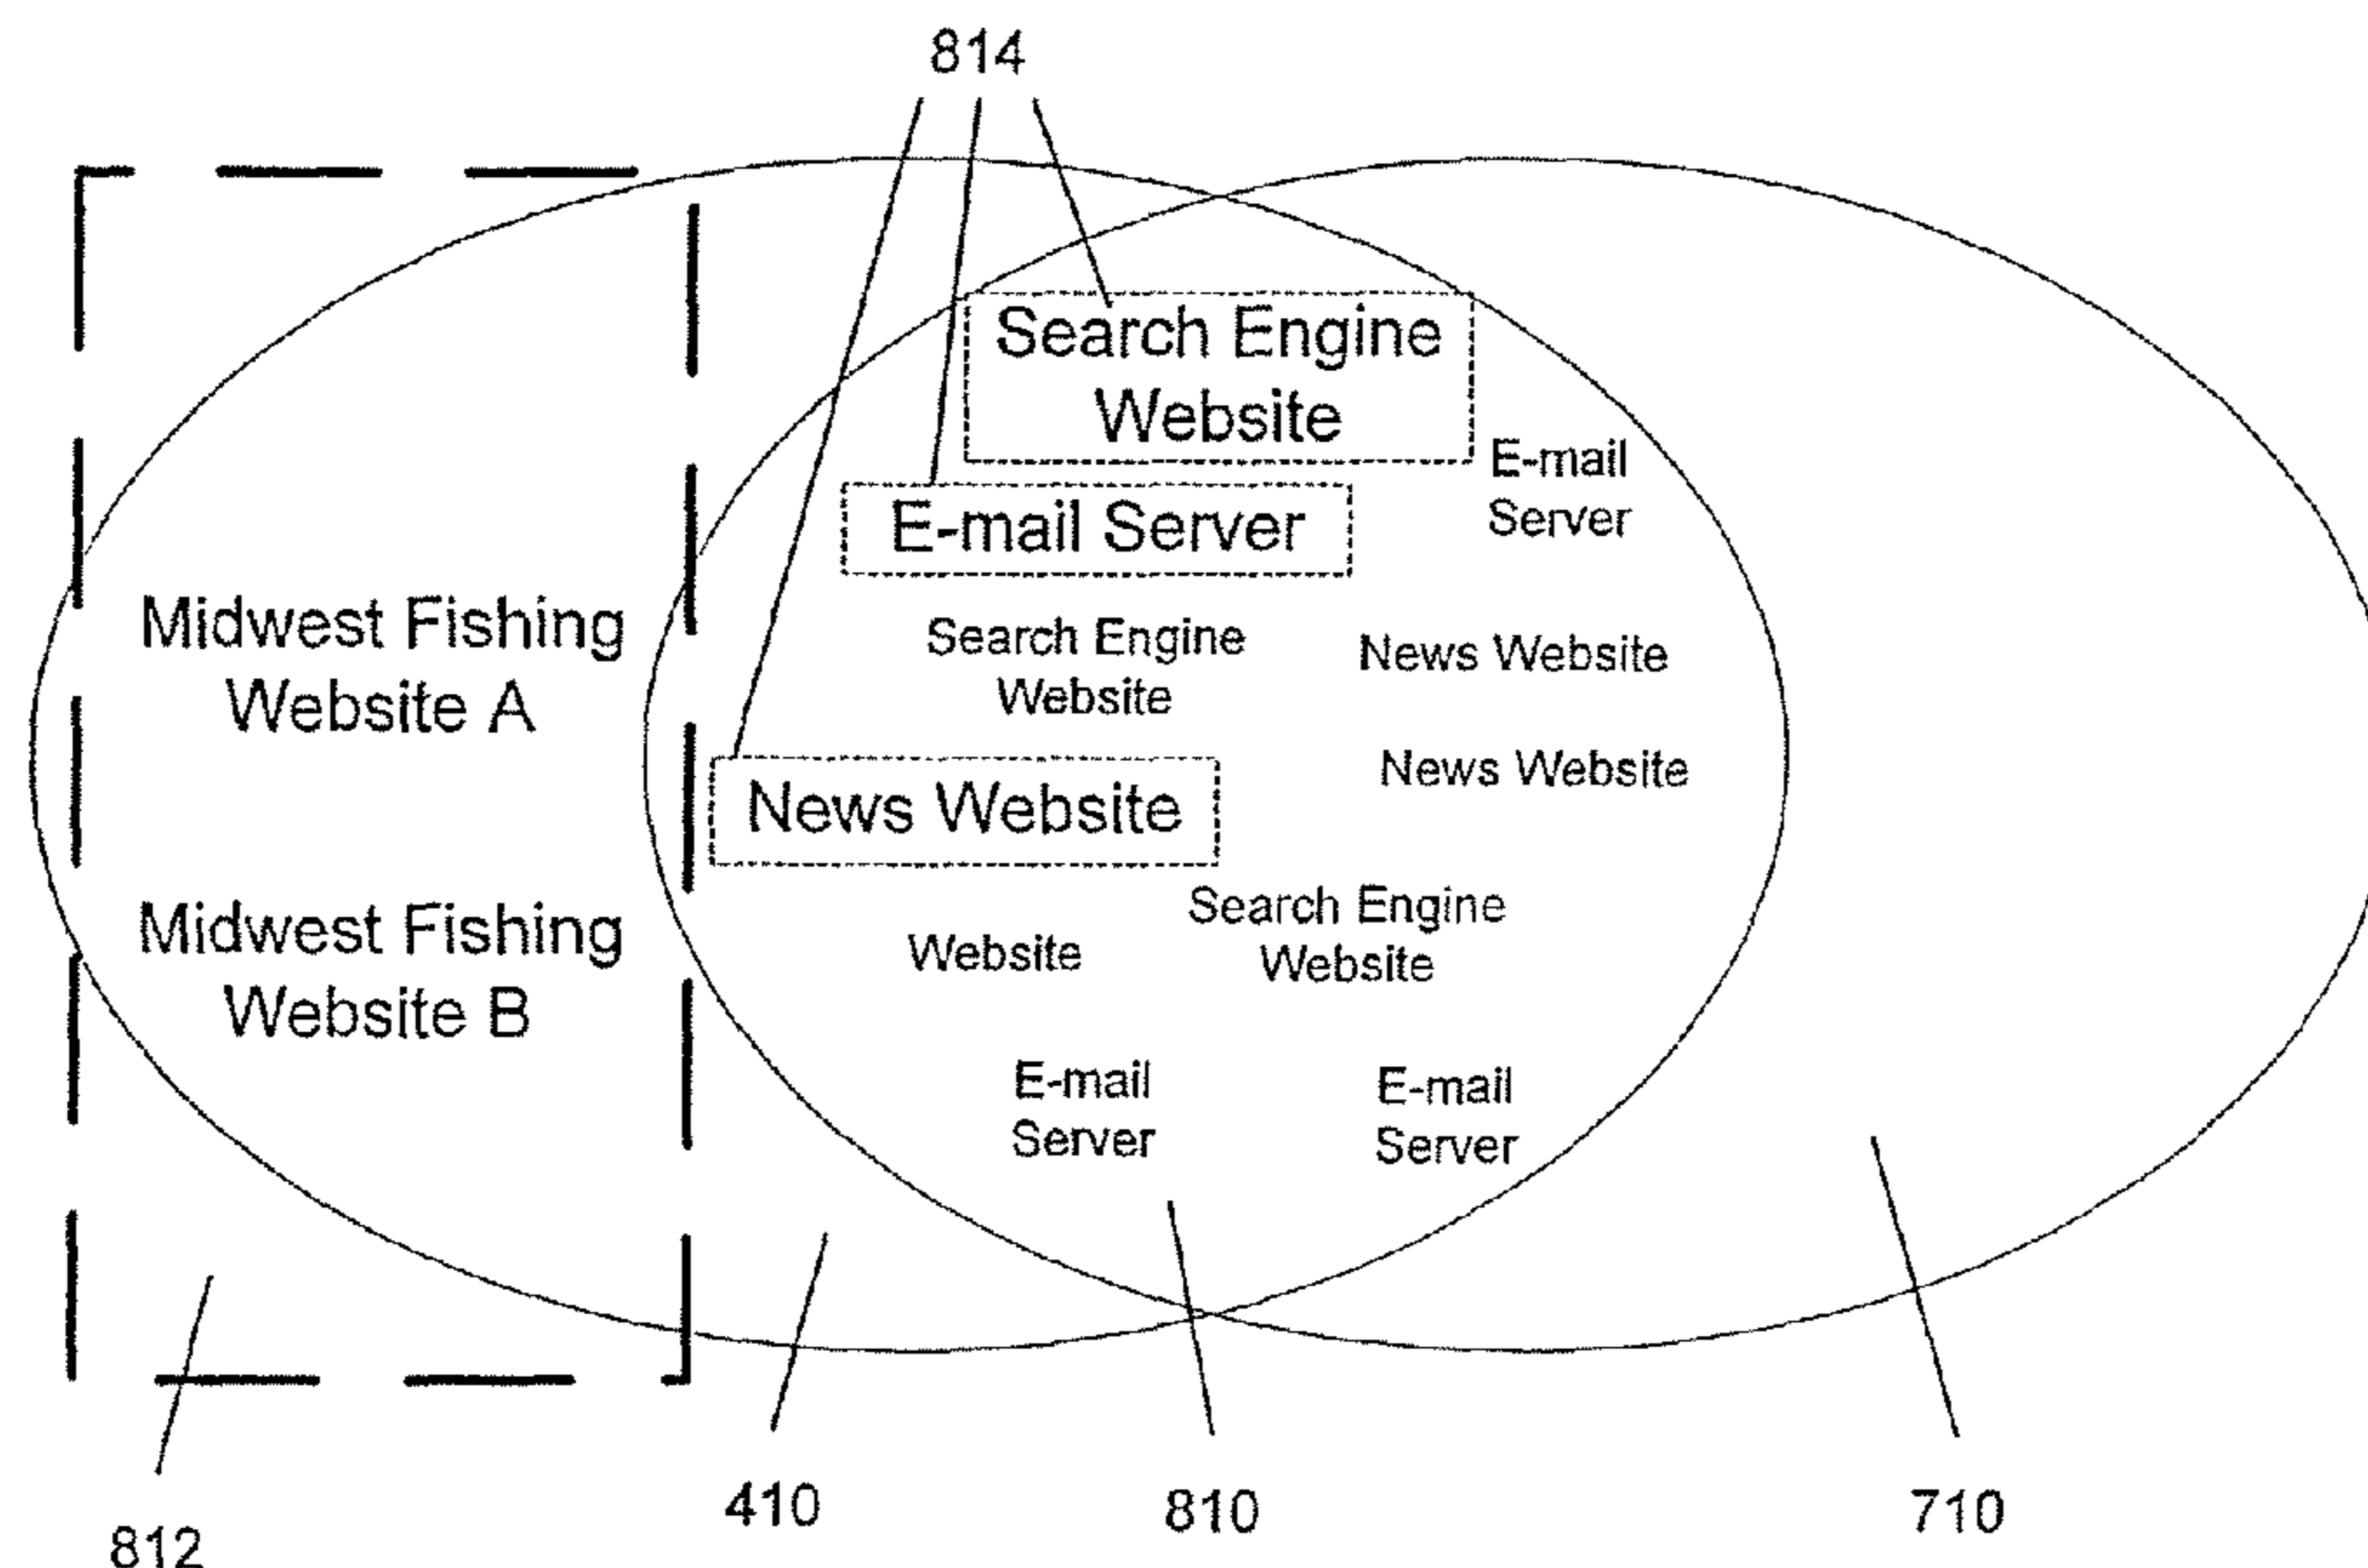 814
Search Engine
Website
E-mail
Server
E-mail Server
Midwest Fishing
Website A
Search Engine
Website
News Website
News Website
News Website
Midwest Fishing
Website B
Website
Search Engine
Website
E-mail
Server
E-mail
Server
812
410
810
710